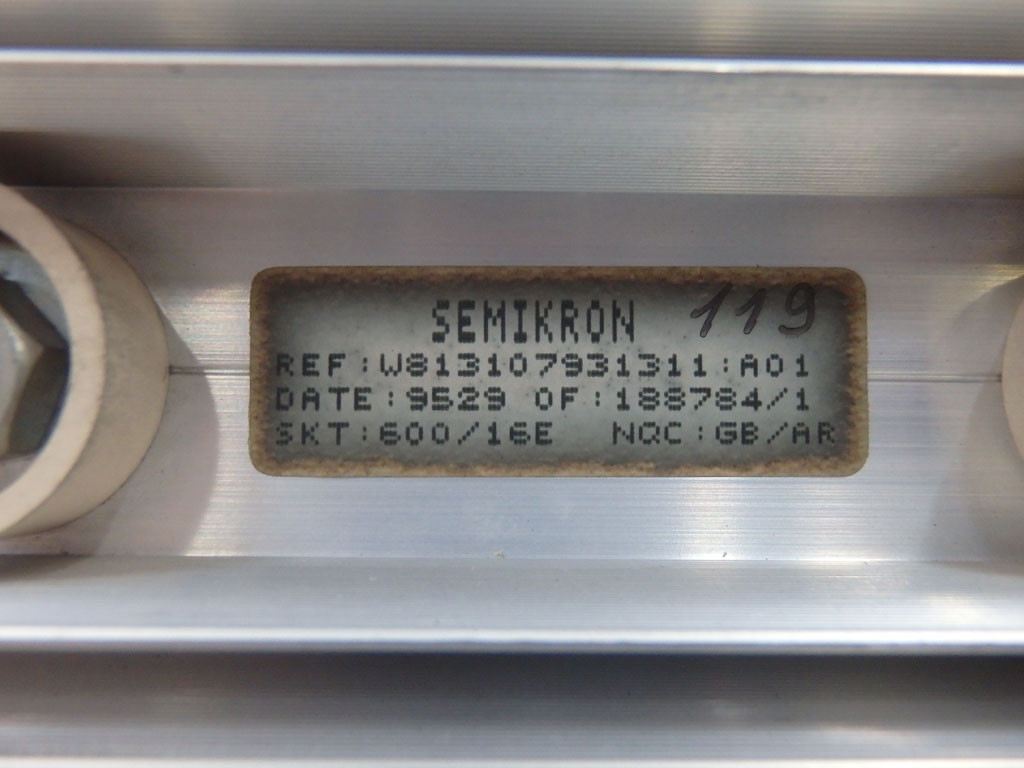 SEMIKRON 119
REF:W813107931311:A01
DATE:9529 OF:188784/1
SKT:600/16E NQC:GB/AR